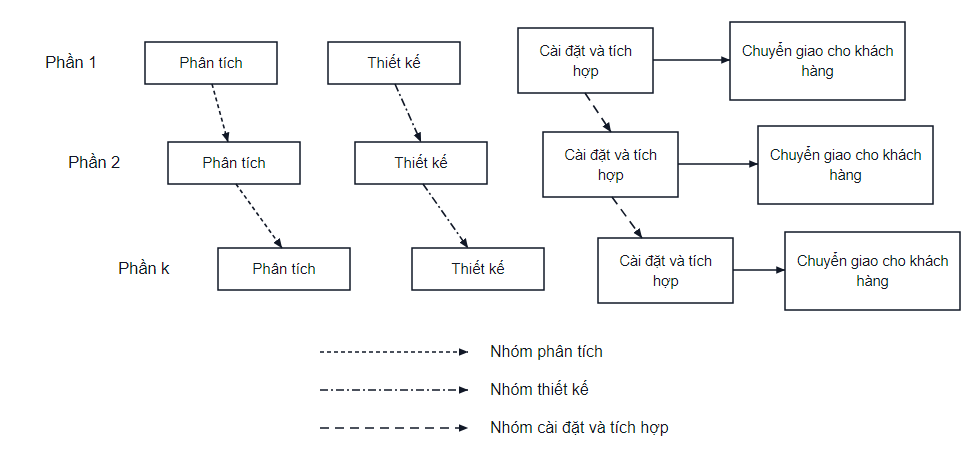 Phần 1
Phân tích
Thiết kế
Cài đặt và tích
hợp
Chuyển giao cho khách
hàng
Phần 2
Phân tích
Thiết kế
Cài đặt và tích
hợp
Chuyển giao cho khách
hàng
Phần k
Phân tích
Thiết kế
Cài đặt và tích
hợp
Chuyển giao cho khách
hàng
Nhóm phân tích
Nhóm thiết kế
Nhóm cài đặt và tích hợp